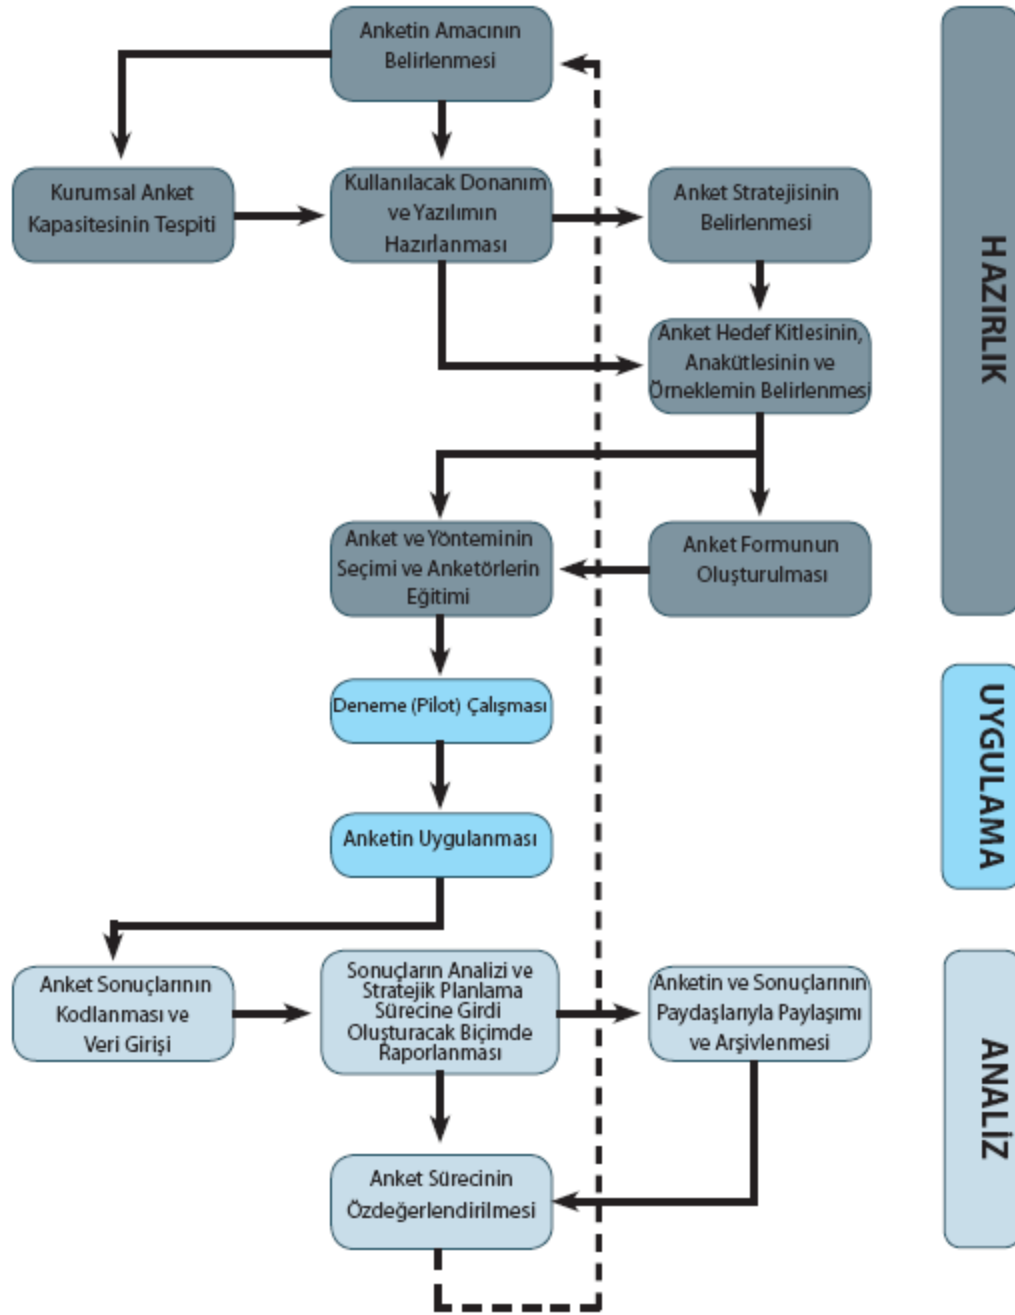 Anketin Amacının
Belirlenmesi
Kurumsal Anket
Kapasitesinin Tespiti
Kullanılacak Donanım
ve Yazılımın
Hazırlanması
Anket Stratejisinin
Belirlenmesi
Anket Hedef Kitlesinin,
Anakütlesinin ve
Örneklemin Belirlenmesi
Anket ve Yönteminin
Seçimi ve Anketörlerin
Eğitimi
Anket Formunun
Oluşturulması
HAZIRLIK
Deneme (Pilot) Çalışması
Anketin Uygulanması
UYGULAMA
Anket Sonuçlarının
Kodlanması ve
Veri Girişi
Sonuçların Analizi ve
Stratejik Planlama
Sürecine Girdi
Oluşturacak Biçimde
Raporlanması
Anketin ve Sonuçlarının
Paydaşlarıyla Paylaşımı
ve Arşivlenmesi
Anket Sürecinin
Özdeğerlendirilmesi
ANALİZ